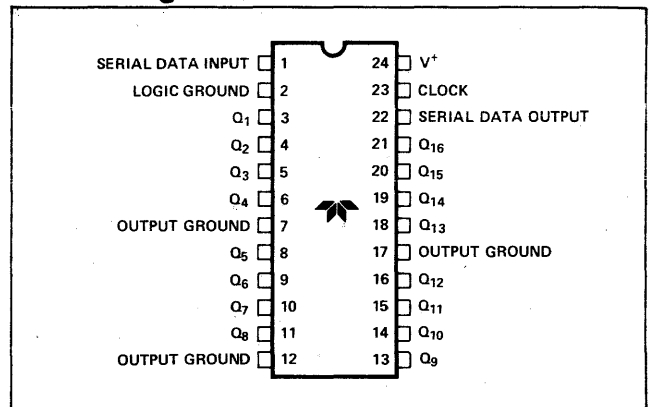 SERIAL DATA INPUT 1 24 V⁺
LOGIC GROUND 2 23 CLOCK
Q₁ 3 22 SERIAL DATA OUTPUT
Q₂ 4 21 Q₁₆
Q₃ 5 20 Q₁₅
Q₄ 6 19 Q₁₄
OUTPUT GROUND 7 18 Q₁₃
Q₅ 8 17 OUTPUT GROUND
Q₆ 9 16 Q₁₂
Q₇ 10 15 Q₁₁
Q₈ 11 14 Q₁₀
OUTPUT GROUND 12 13 Q₉